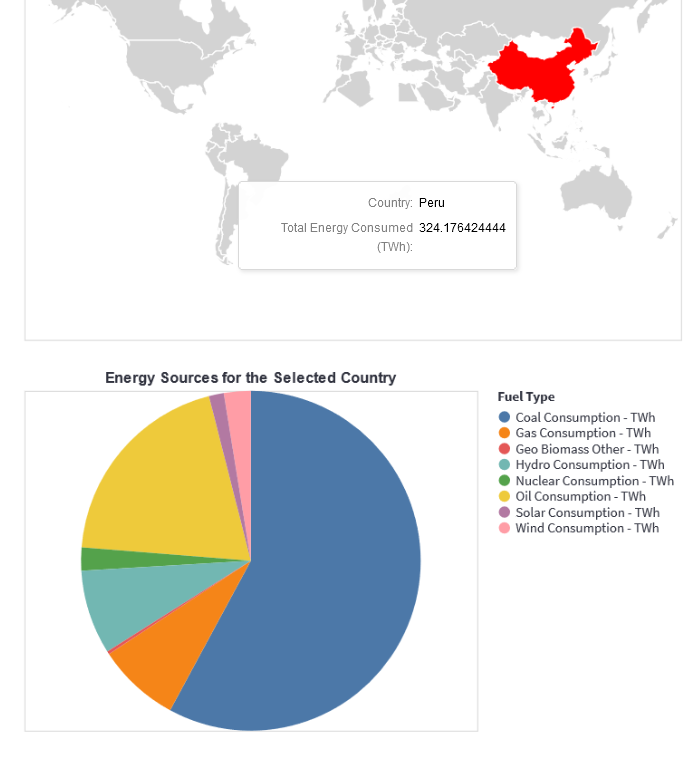 Country: Peru
Total Energy Consumed 324.176424444
(TWh):
Energy Sources for the Selected Country
Fuel Type
Coal Consumption - TWh
Gas Consumption - TWh
Geo Biomass Other - TWh
Hydro Consumption - TWh
Nuclear Consumption - TWh
Oil Consumption - TWh
Solar Consumption - TWh
Wind Consumption - TWh